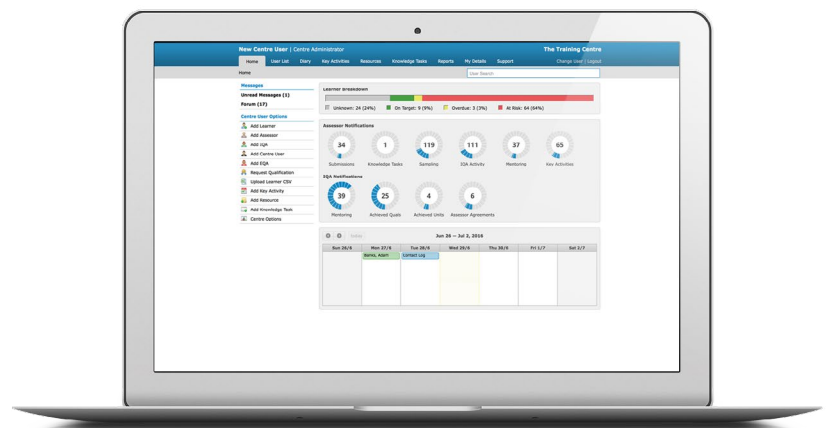 New Centre User | Centre Administrator The Training Centre
Home User List Diary Key Activities Resources Knowledge Tasks Reports My Details Support Change User | Logout
Home User Search
Messages
Unread Messages (1)
Forum (17)
Centre User Options
Add Learner
Add Assessor
Add IQA
Add Centre User
Add EQA
Request Qualification
Upload Learner CSV
Add Key Activity
Add Resource
Add Knowledge Task
Centre Options
Learner Breakdown
Unknown: 24 (24%) On Target: 9 (9%) Overdue: 3 (3%) At Risk: 64 (64%)
Assessor Notifications
34 1 119 111 37 65
Submissions Knowledge Tasks Sampling IQA Activity Mentoring Key Activities
IQA Notifications
39 25 4 6
Mentoring Achieved Quals Achieved Units Assessor Agreements
Today Jun 26 — Jul 2, 2016
Sun 26/6 Mon 27/6 Tue 28/6 Wed 29/6 Thu 30/6 Fri 1/7 Sat 2/7
Banks, Adam Contact Log